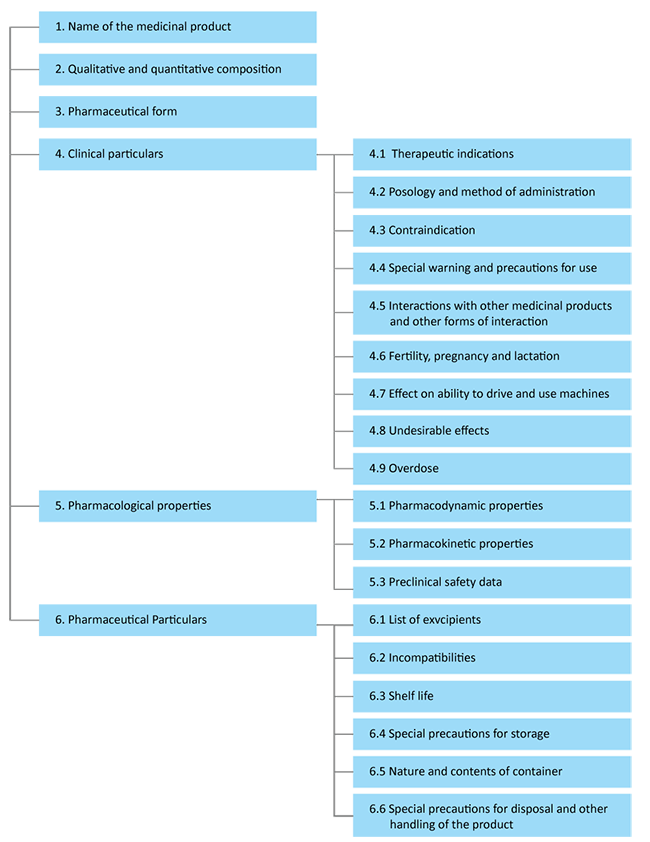 1. Name of the medicinal product
2. Qualitative and quantitative composition
3. Pharmaceutical form
4. Clinical particulars
4.1 Therapeutic indications
4.2 Posology and method of administration
4.3 Contraindication
4.4 Special warning and precautions for use
4.5 Interactions with other medicinal products
and other forms of interaction
4.6 Fertility, pregnancy and lactation
4.7 Effect on ability to drive and use machines
4.8 Undesirable effects
4.9 Overdose
5. Pharmacological properties
5.1 Pharmacodynamic properties
5.2 Pharmacokinetic properties
5.3 Preclinical safety data
6. Pharmaceutical Particulars
6.1 List of exvcipients
6.2 Incompatibilities
6.3 Shelf life
6.4 Special precautions for storage
6.5 Nature and contents of container
6.6 Special precautions for disposal and other
handling of the product